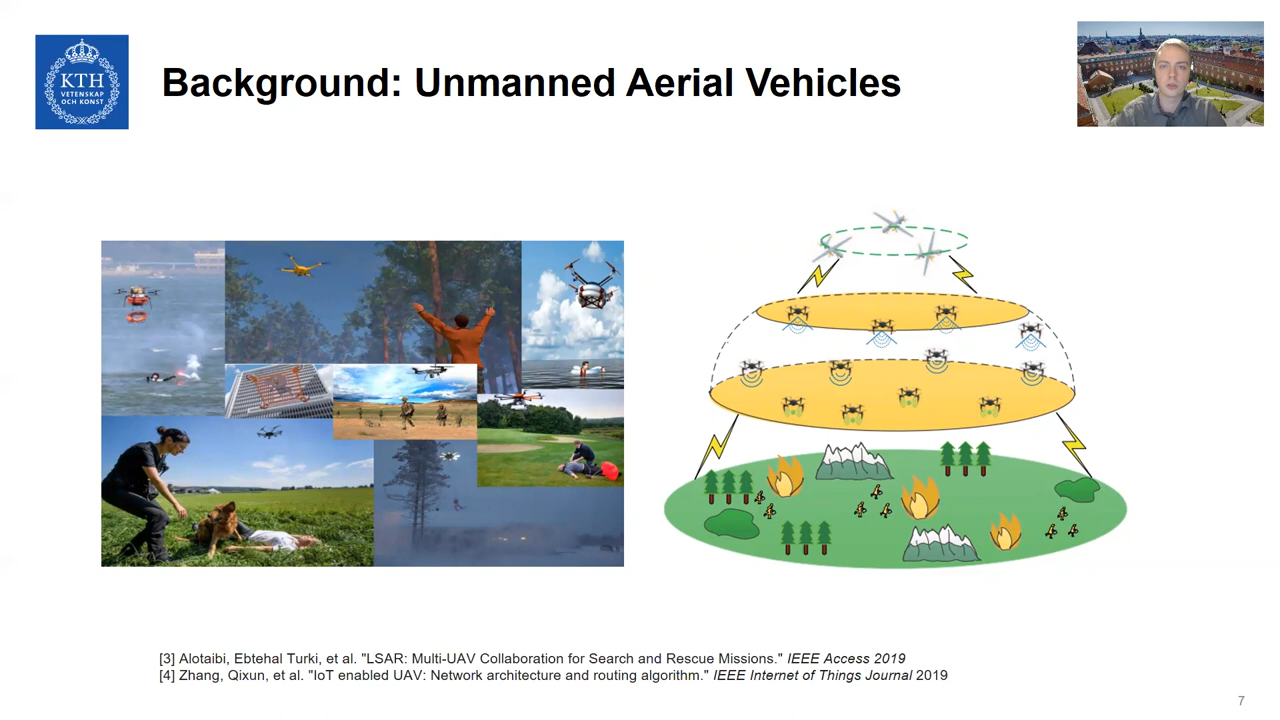 KTH
VETENSKAP
OCH KONST
Background: Unmanned Aerial Vehicles
[3] Alotaibi, Ebtehal Turki, et al. "LSAR: Multi-UAV Collaboration for Search and Rescue Missions." IEEE Access 2019
[4] Zhang, Qixun, et al. "IoT enabled UAV: Network architecture and routing algorithm." IEEE Internet of Things Journal 2019
7